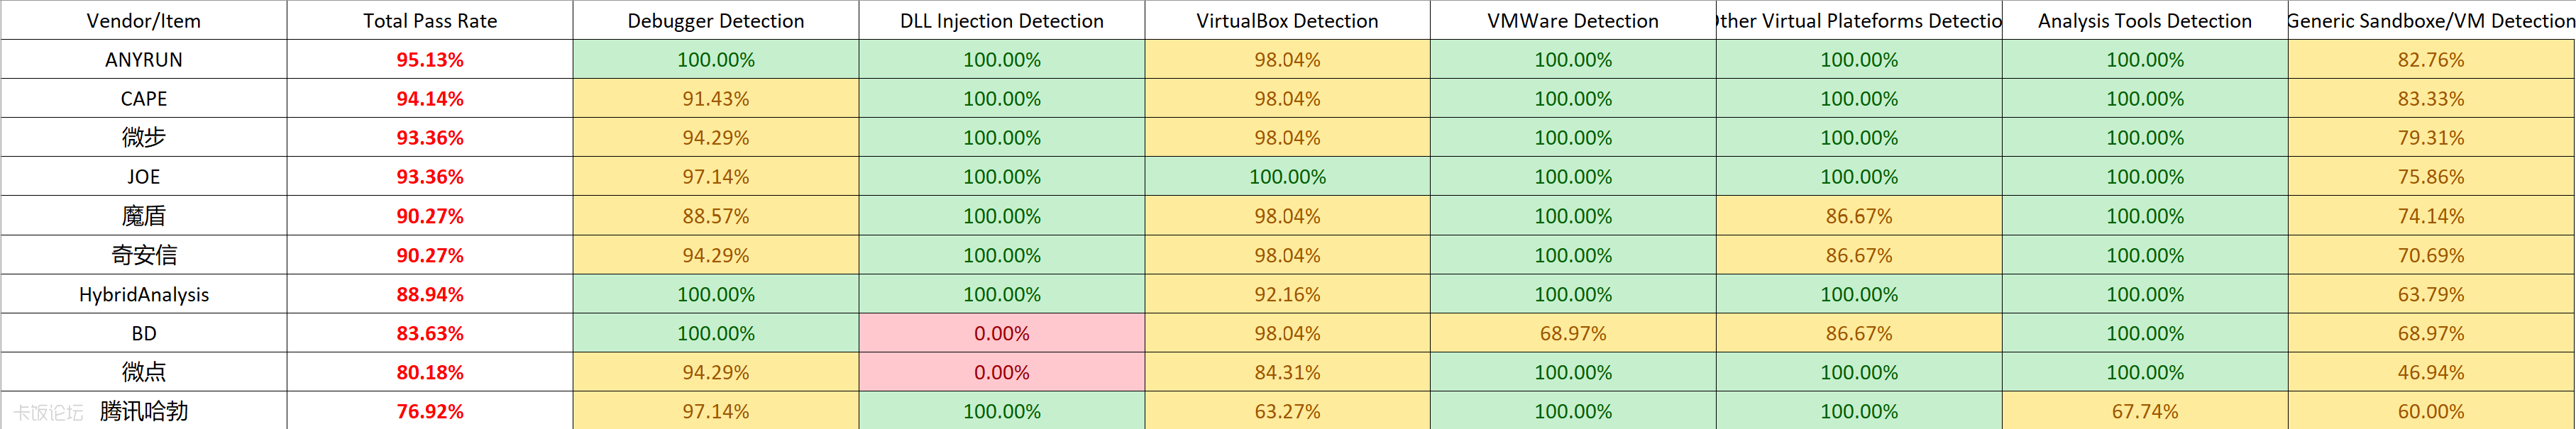 Vendor/Item Total Pass Rate Debugger Detection DLL Injection Detection VirtualBox Detection VMWare Detection ther Virtual Plateforms Detectio Analysis Tools Detection Generic Sandboxe/VM Detection
ANYRUN 95.13% 100.00% 100.00% 98.04% 100.00% 100.00% 100.00% 82.76%
CAPE 94.14% 91.43% 100.00% 98.04% 100.00% 100.00% 100.00% 83.33%
微步 93.36% 94.29% 100.00% 98.04% 100.00% 100.00% 100.00% 79.31%
JOE 93.36% 97.14% 100.00% 100.00% 100.00% 100.00% 100.00% 75.86%
魔盾 90.27% 88.57% 100.00% 98.04% 100.00% 86.67% 100.00% 74.14%
奇安信 90.27% 94.29% 100.00% 98.04% 100.00% 86.67% 100.00% 70.69%
HybridAnalysis 88.94% 100.00% 100.00% 92.16% 100.00% 100.00% 100.00% 63.79%
BD 83.63% 100.00% 0.00% 98.04% 68.97% 86.67% 100.00% 68.97%
微点 80.18% 94.29% 0.00% 84.31% 100.00% 100.00% 100.00% 46.94%
卡饭论坛 腾讯哈勃 76.92% 97.14% 100.00% 63.27% 100.00% 100.00% 67.74% 60.00%